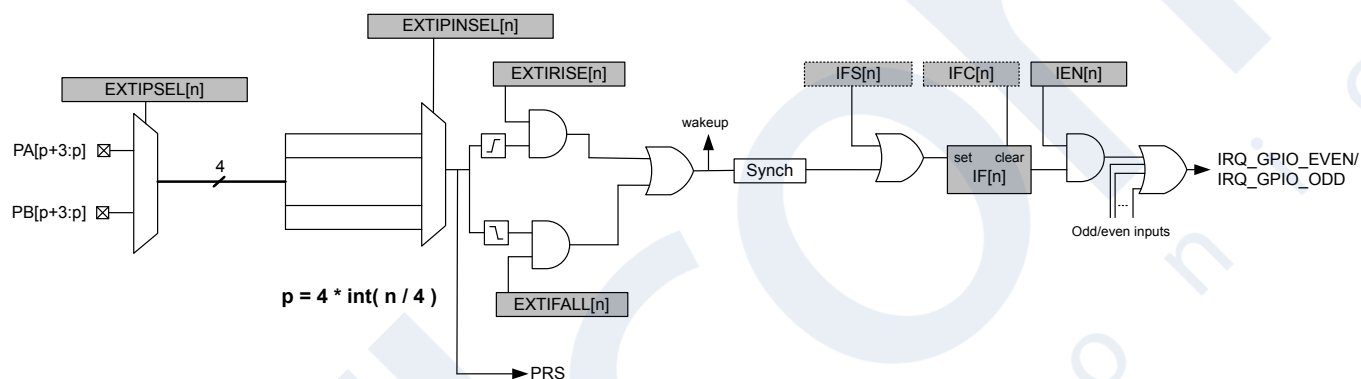 EXTIPINSEL[n]
EXTIPSEL[n]
EXTIRISE[n]
IFS[n]
IFC[n]
IEN[n]
PA[p+3:p]
4
wakeup
Synch
set clear
IF[n]
IRQ_GPIO_EVEN/
IRQ_GPIO_ODD
PB[p+3:p]
...
Odd/even inputs
p = 4 * int( n / 4 )
EXTIFALL[n]
PRS